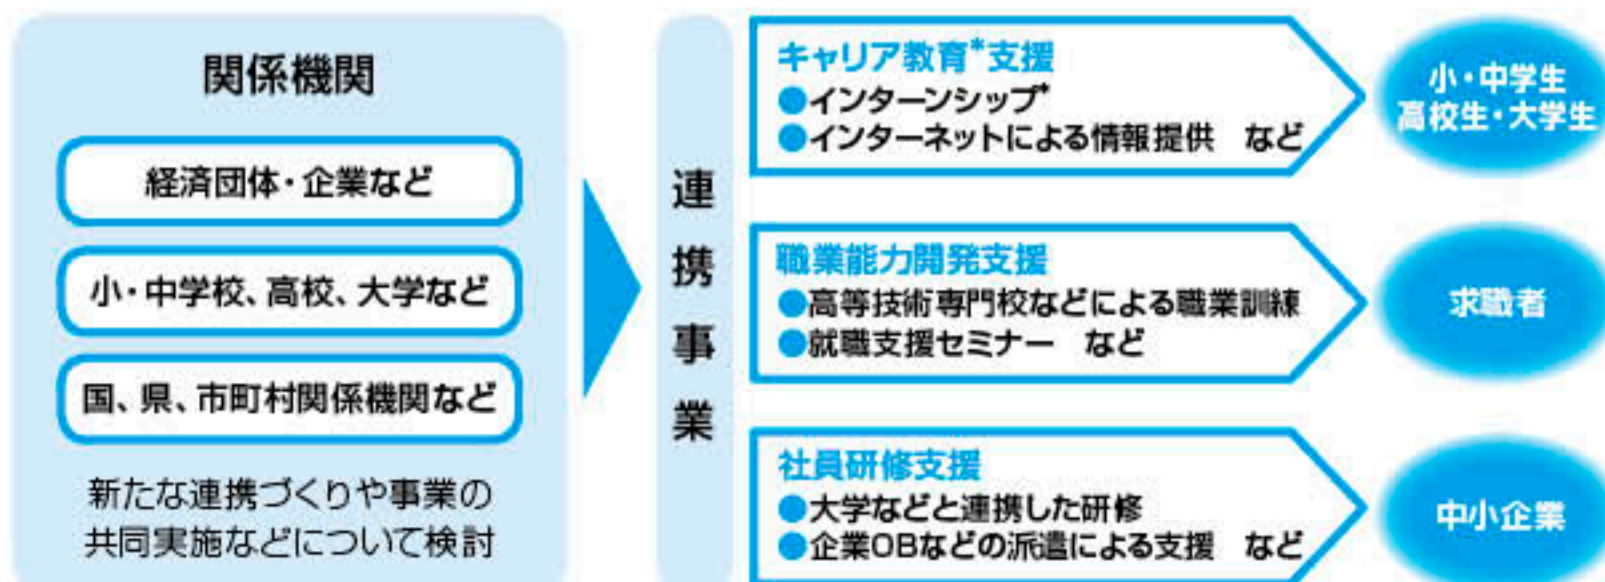 関係機関
経済団体・企業など
小・中学校、高校、大学など
国、県、市町村関係機関など
新たな連携づくりや事業の
共同実施などについて検討
連携事業
キャリア教育*支援
●インターンシップ*
●インターネットによる情報提供　など
小・中学生
高校生・大学生
職業能力開発支援
●高等技術専門校などによる職業訓練
●就職支援セミナー　など
求職者
社員研修支援
●大学などと連携した研修
●企業OBなどの派遣による支援　など
中小企業